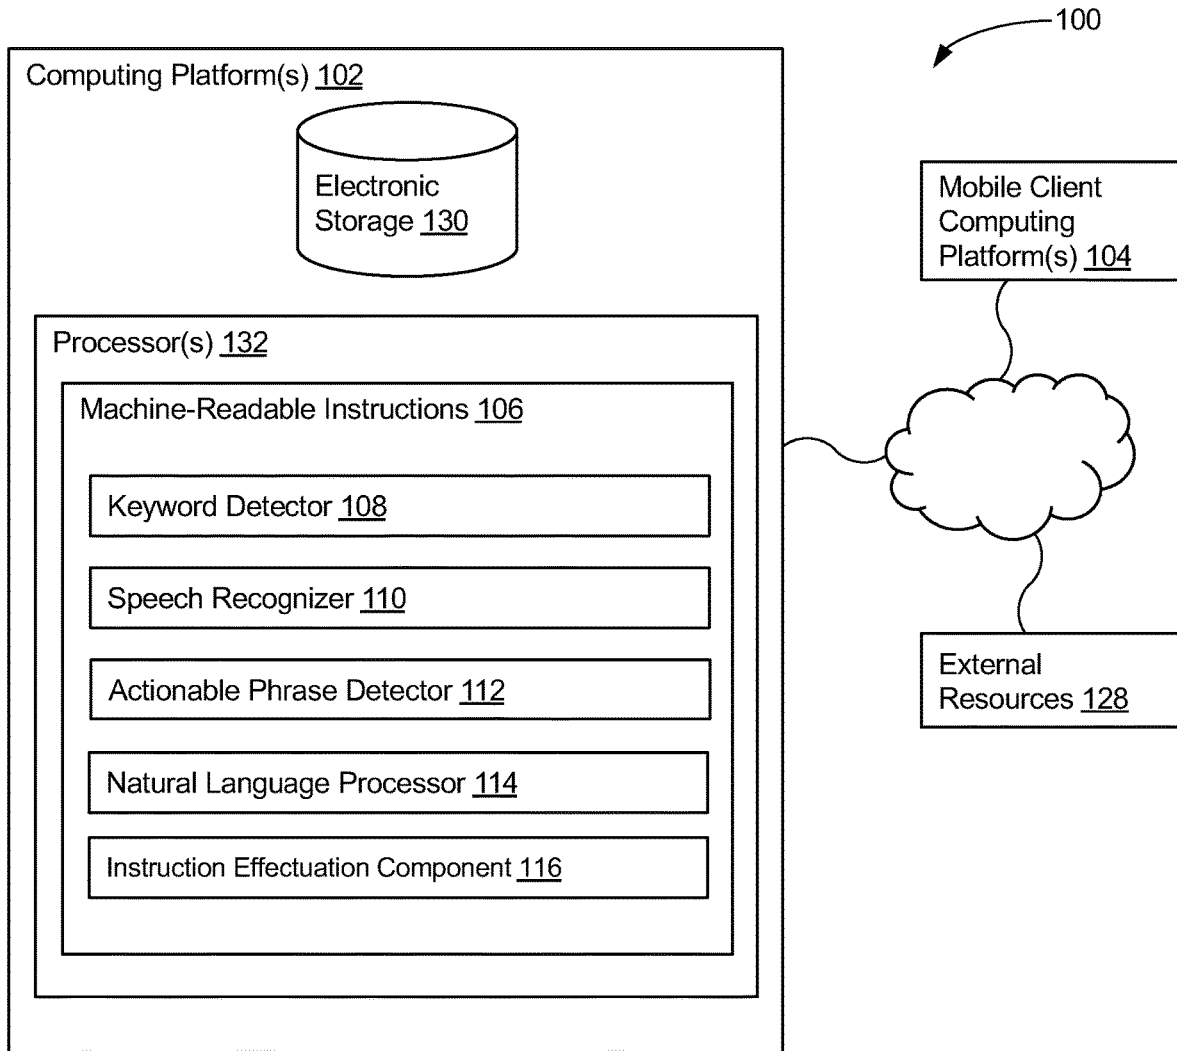 100
Computing Platform(s) 102
Electronic
Storage 130
Mobile Client
Computing
Platform(s) 104
Processor(s) 132
Machine-Readable Instructions 106
Keyword Detector 108
Speech Recognizer 110
Actionable Phrase Detector 112
Natural Language Processor 114
Instruction Effectuation Component 116
External
Resources 128